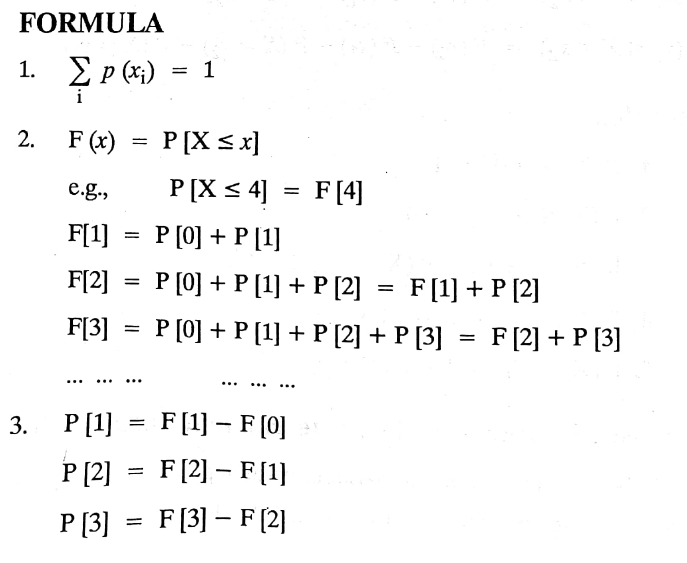 FORMULA
1. ∑ p (xᵢ) = 1
i
2. F (x) = P [X ≤ x]
e.g., P [X ≤ 4] = F [4]
F[1] = P [0] + P [1]
F[2] = P [0] + P [1] + P [2] = F [1] + P [2]
F[3] = P [0] + P [1] + P [2] + P [3] = F [2] + P [3]
... ... ... ... ... ...
3. P [1] = F [1] – F [0]
P [2] = F [2] – F [1]
P [3] = F [3] – F [2]